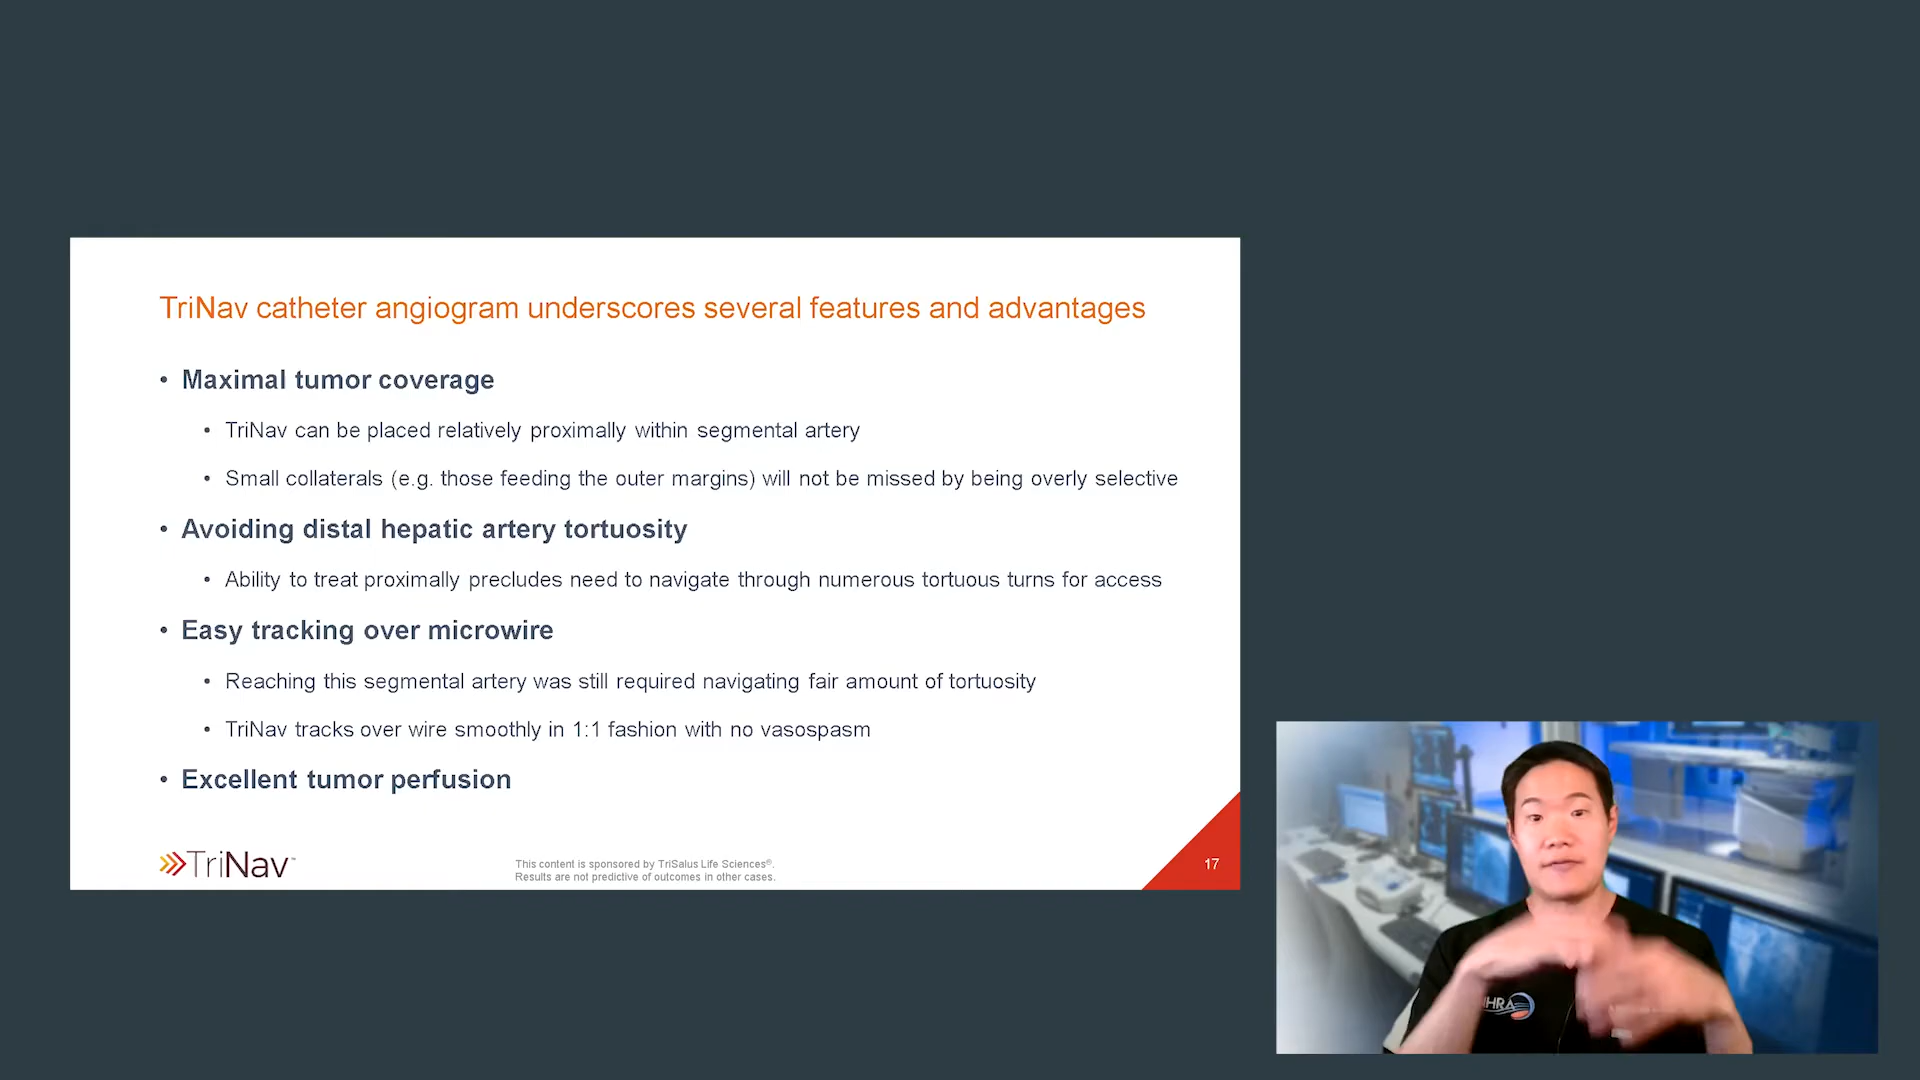 TriNav catheter angiogram underscores several features and advantages
• Maximal tumor coverage
• TriNav can be placed relatively proximally within segmental artery
• Small collaterals (e.g. those feeding the outer margins) will not be missed by being overly selective
• Avoiding distal hepatic artery tortuosity
• Ability to treat proximally precludes need to navigate through numerous tortuous turns for access
• Easy tracking over microwire
• Reaching this segmental artery was still required navigating fair amount of tortuosity
• TriNav tracks over wire smoothly in 1:1 fashion with no vasospasm
• Excellent tumor perfusion
TriNav™
This content is sponsored by TriSalus Life Sciences®.
Results are not predictive of outcomes in other cases.
17